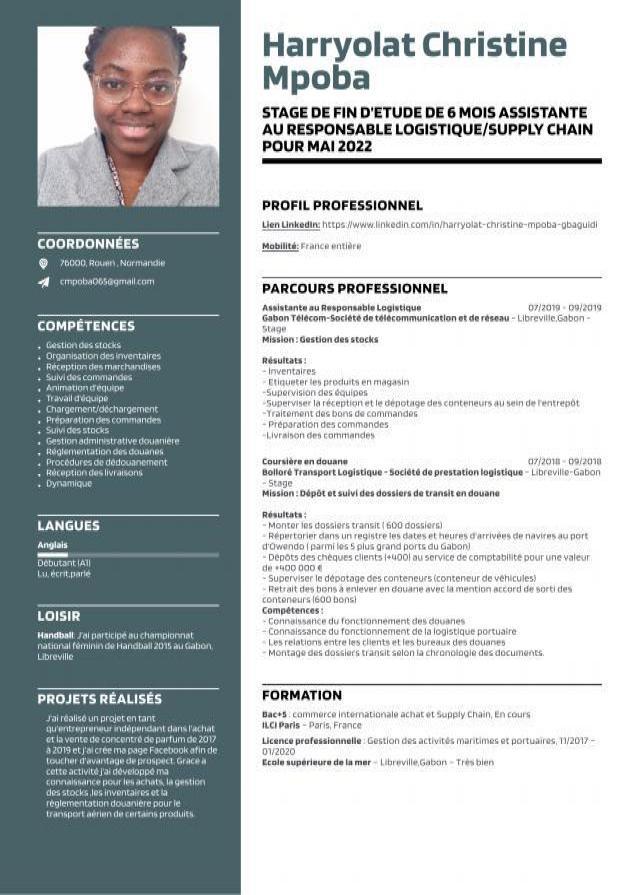 Harryolat Christine
Mpoba
STAGE DE FIN D'ETUDE DE 6 MOIS ASSISTANTE
AU RESPONSABLE LOGISTIQUE/SUPPLY CHAIN
POUR MAI 2022
COORDONNÉES
76000, Rouen , Normandie
cmpoba065@gmail.com
COMPÉTENCES
Gestion des stocks
Organisation des inventaires
Réception des marchandises
Suivi des commandes
Animation d'équipe
Travail d'équipe
Chargement/déchargement
Préparation des commandes
Suivi des stocks
Gestion administrative douanière
Réglementation des douanes
Procédures de dédouanement
Réception des livraisons
Dynamique
LANGUES
Anglais
Débutant (A1)
Lu, écrit,parlé
LOISIR
Handball: J'ai participé au championnat
national féminin de Handball 2015 au Gabon,
Libreville
PROJETS RÉALISÉS
J'ai réalisé un projet en tant
qu'entrepreneur indépendant dans l'achat
et la vente de concentré de parfum de 2017
à 2019 et j'ai crée ma page Facebook afin de
toucher d'avantage de prospect. Grace a
cette activité j'ai développé ma
connaissance pour les achats, la gestion
des stocks ,les inventaires et la
règlementation douanière pour le
transport aérien de certains produits.
PROFIL PROFESSIONNEL
Lien LinkedIn: https://www.linkedin.com/in/harryolat-christine-mpoba-gbaguidi
Mobilité: France entière
PARCOURS PROFESSIONNEL
Assistante au Responsable Logistique 07/2019 - 09/2019
Gabon Télécom-Société de télécommunication et de réseau – Libreville,Gabon -
Stage
Mission : Gestion des stocks
Résultats :
- Inventaires
- Etiqueter les produits en magasin
-Supervision des équipes
-Superviser la réception et le dépotage des conteneurs au sein de l'entrepôt
-Traitement des bons de commandes
- Préparation des commandes
-Livraison des commandes
Coursière en douane 07/2018 - 09/2018
Bolloré Transport Logistique - Société de prestation logistique – Libreville-Gabon
- Stage
Mission : Dépôt et suivi des dossiers de transit en douane
Résultats :
- Monter les dossiers transit ( 600 dossiers)
- Répertorier dans un registre les dates et heures d'arrivées de navires au port
d'Owendo ( parmi les 5 plus grand ports du Gabon)
- Dépôts des chèques clients (+400) au service de comptabilité pour une valeur
de +400 000 €
- Superviser le dépotage des conteneurs (conteneur de véhicules)
- Retrait des bons à enlever en douane avec la mention accord de sorti des
conteneurs (600 bons)
Compétences :
- Connaissance du fonctionnement des douanes
- Connaissance du fonctionnement de la logistique portuaire
- Les relations entre les clients et les bureaux des douanes
- Montage des dossiers transit selon la chronologie des documents.
FORMATION
Bac+5 : commerce internationale achat et Supply Chain, En cours
ILCI Paris – Paris, France
Licence professionnelle : Gestion des activités maritimes et portuaires, 11/2017 –
01/2020
Ecole supérieure de la mer – Libreville,Gabon – Très bien